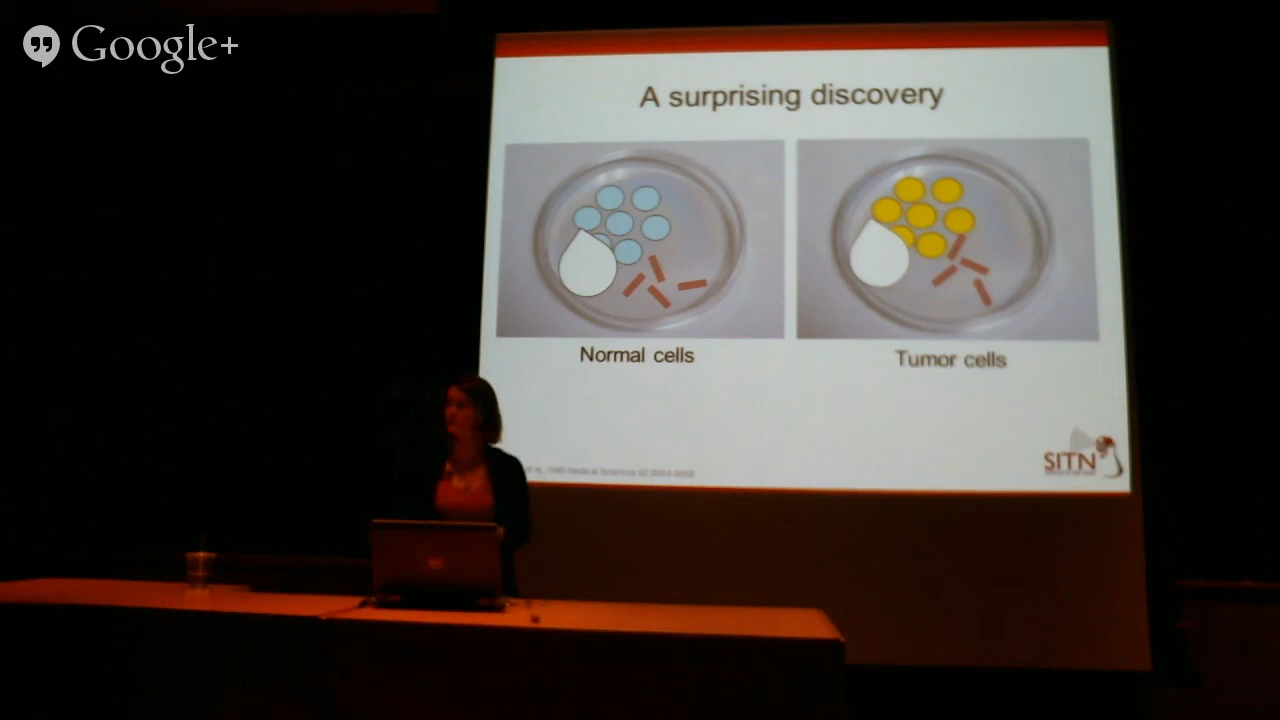 Google+
A surprising discovery
Normal cells
Tumor cells
SITN